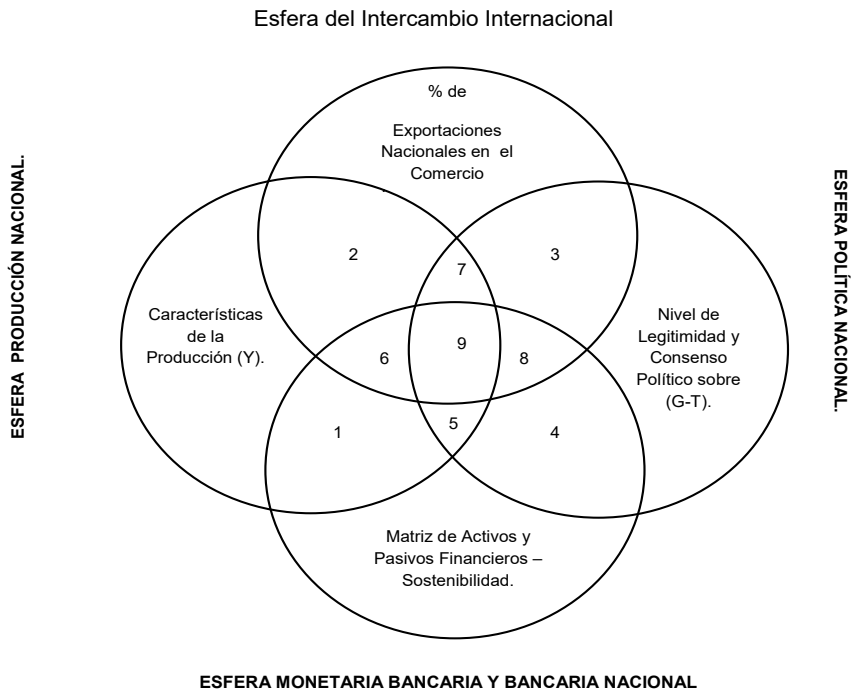 Esfera del Intercambio Internacional
% de
Exportaciones
Nacionales en el
Comercio
ESFERA PRODUCCIÓN NACIONAL.
ESFERA POLÍTICA NACIONAL.
2
7
3
Características
de la
Producción (Y).
Nivel de
Legitimidad y
Consenso
Político sobre
(G-T).
6
9
8
1
5
4
Matriz de Activos y
Pasivos Financieros –
Sostenibilidad.
ESFERA MONETARIA BANCARIA Y BANCARIA NACIONAL